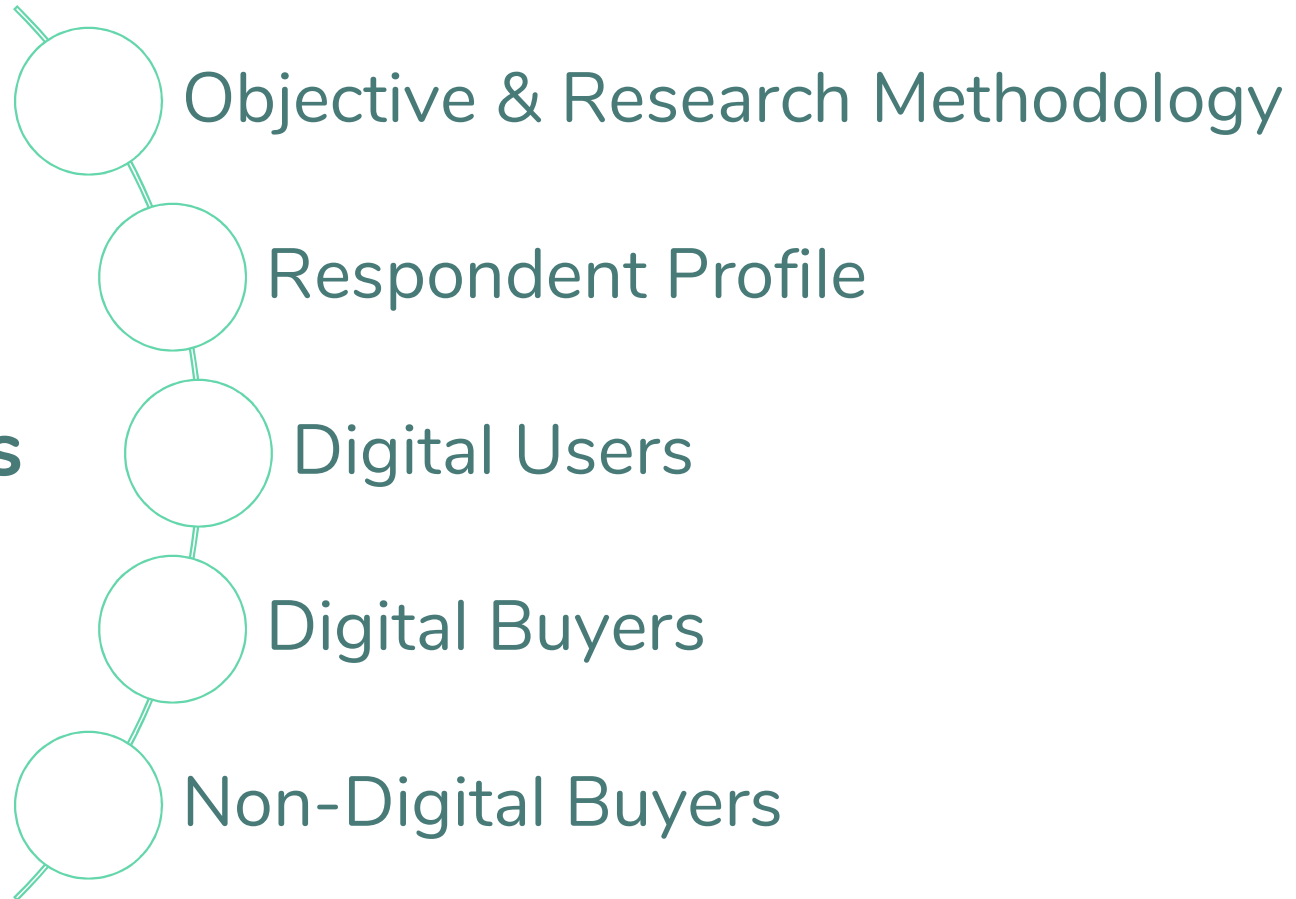 Objective & Research Methodology
Respondent Profile
s
Digital Users
Digital Buyers
Non-Digital Buyers